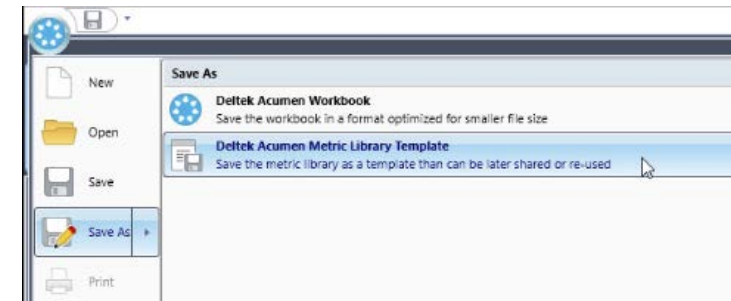 New
Open
Save
Save As
Print
Save As
Deltek Acumen Workbook
Save the workbook in a format optimized for smaller file size
Deltek Acumen Metric Library Template
Save the metric library as a template than can be later shared or re-used